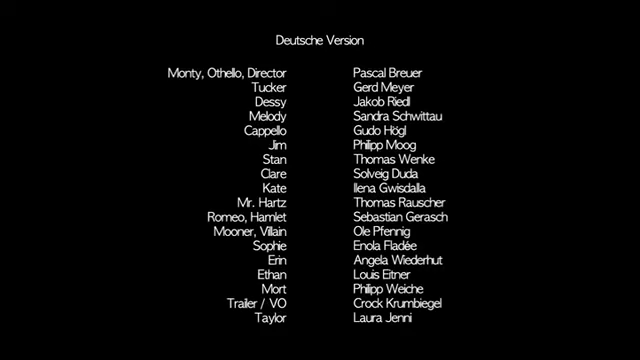 Deutsche Version
Monty, Othello, Director Pascal Breuer
Tucker Gerd Meyer
Dessy Jakob Riedl
Melody Sandra Schwittau
Cappello Gudo Högl
Jim Philipp Moog
Stan Thomas Wenke
Clare Solveig Duda
Kate Ilena Gwisdalla
Mr. Hartz Thomas Rauscher
Romeo, Hamlet Sebastian Gerasch
Mooner, Villain Ole Pfennig
Sophie Enola Fladée
Erin Angela Wiederhut
Ethan Louis Eitner
Mort Philipp Weiche
Trailer / VO Crock Krumbiegel
Taylor Laura Jenni